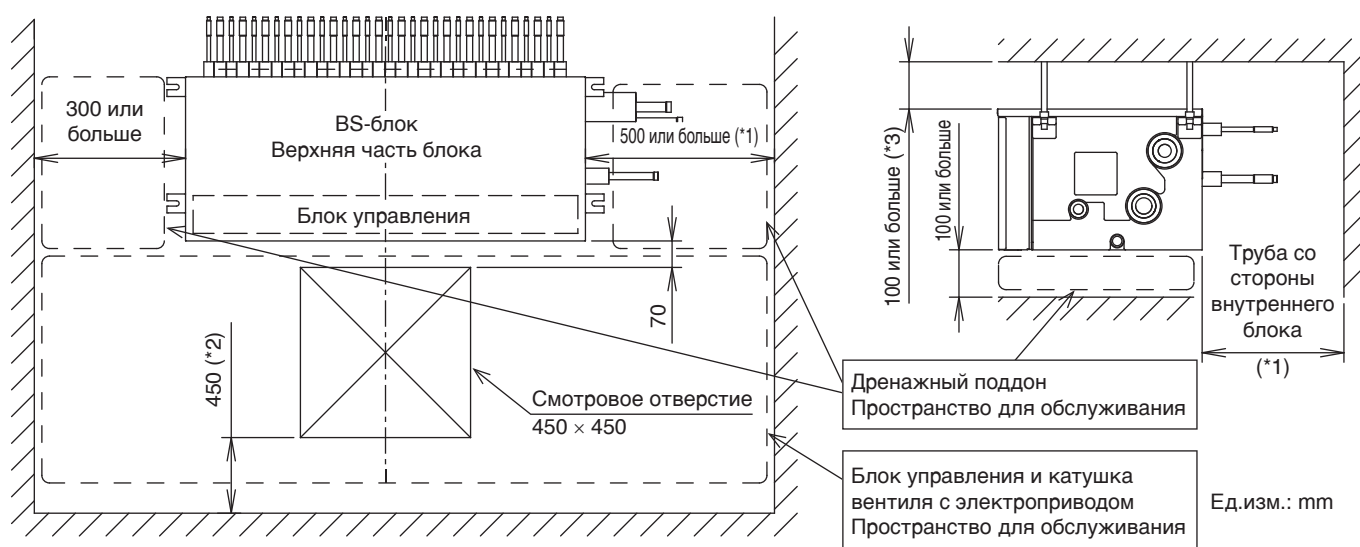 300 или
больше
BS-блок
Верхняя часть блока
500 или больше (*1)
Блок управления
70
450 (*2)
Смотровое отверстие
450 × 450
100 или больше (*3)
100 или больше
Труба со
стороны
внутреннего
блока
(*1)
Дренажный поддон
Пространство для обслуживания
Блок управления и катушка
вентиля с электроприводом
Пространство для обслуживания
Ед.изм.: mm